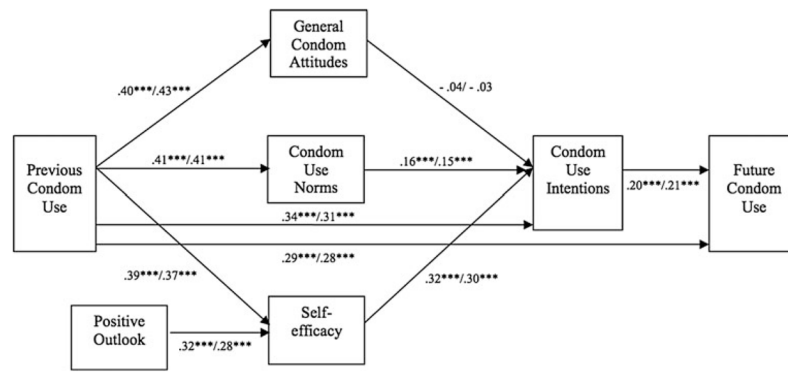 General
Condom
Attitudes
.40***/.43***
- .04/ - .03
Previous
Condom
Use
.41***/.41***
Condom
Use
Norms
.16***/.15***
Condom
Use
Intentions
.20***/.21***
Future
Condom
Use
.34***/.31***
.29***/.28***
.39***/.37***
.32***/.30***
Positive
Outlook
.32***/.28***
Self-
efficacy